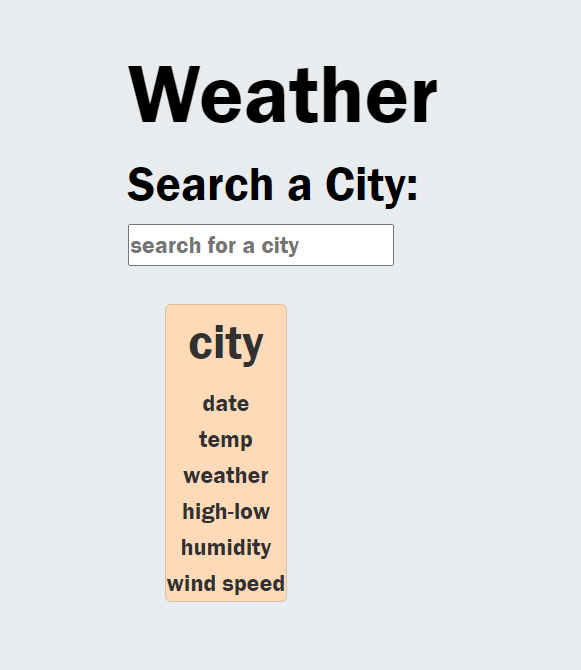 Weather
Search a City:
search for a city
city
date
temp
weather
high-low
humidity
wind speed